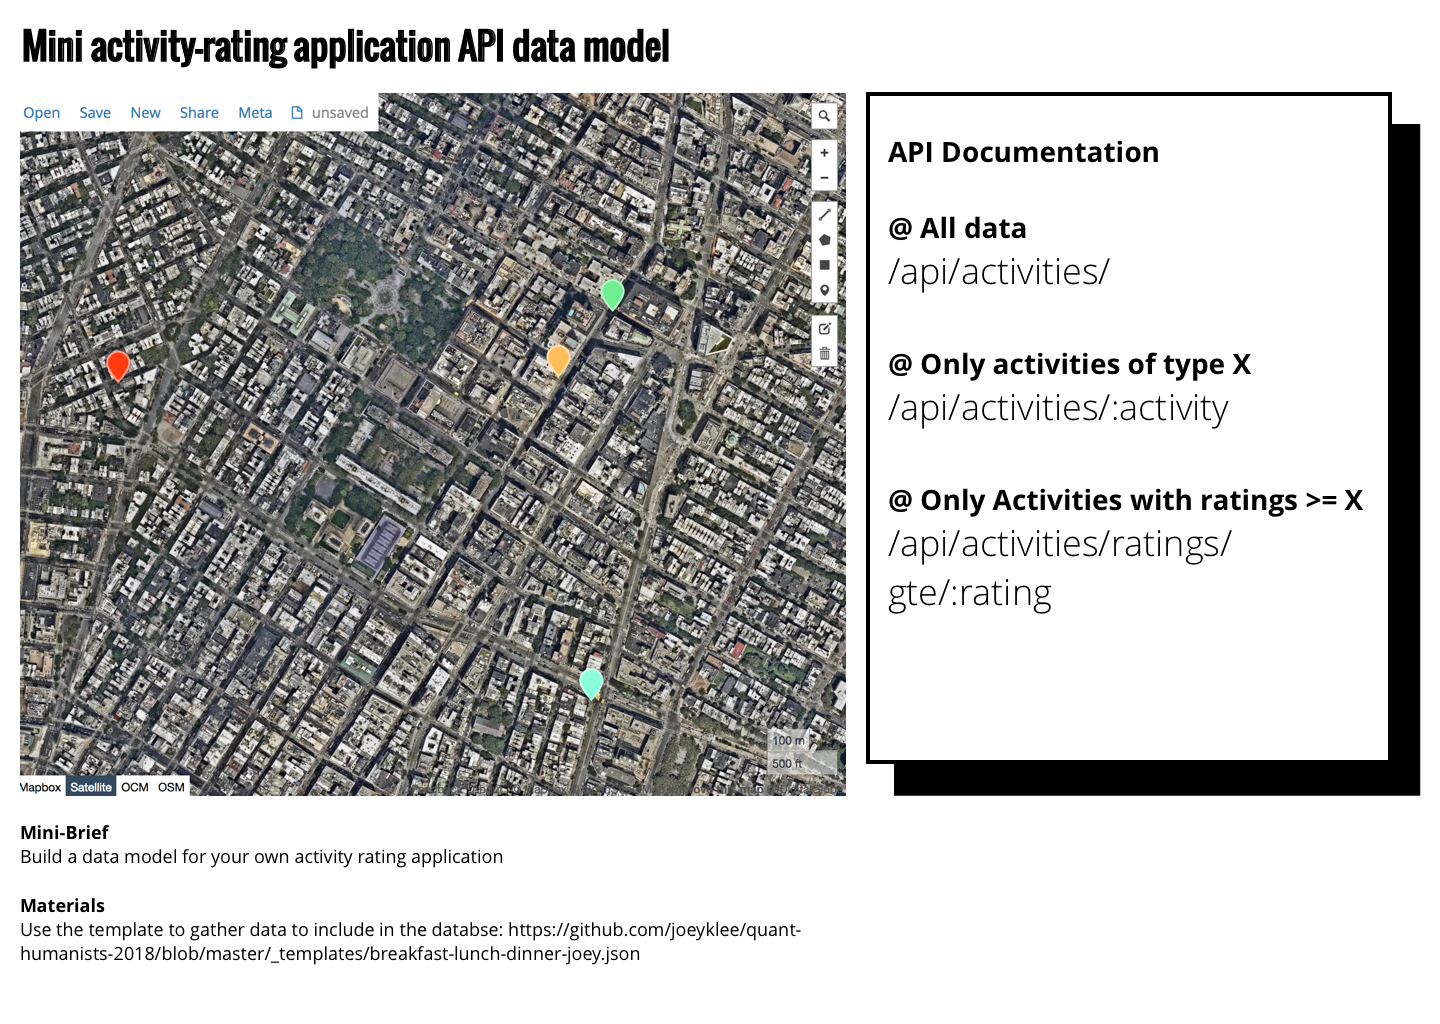 Mini activity-rating application API data model
Open Save New Share Meta unsaved
100 m
500 ft
Mapbox Satellite OCM OSM
API Documentation
@ All data
/api/activities/
@ Only activities of type X
/api/activities/:activity
@ Only Activities with ratings >= X
/api/activities/ratings/
gte/:rating
Mini-Brief
Build a data model for your own activity rating application
Materials
Use the template to gather data to include in the databse: https://github.com/joeyklee/quant-
humanists-2018/blob/master/_templates/breakfast-lunch-dinner-joey.json